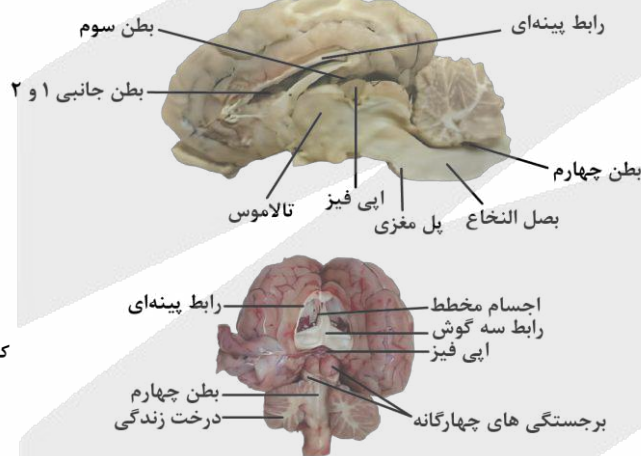 رابط پینه‌ای
بطن سوم
بطن جانبی ۱ و ۲
بطن چهارم
بصل النخاع
پل مغزی
اپی فیز
تالاموس
رابط پینه‌ای
اجسام مخطط
رابط سه گوش
اپی فیز
بطن چهارم
درخت زندگی
برجستگی های چهارگانه